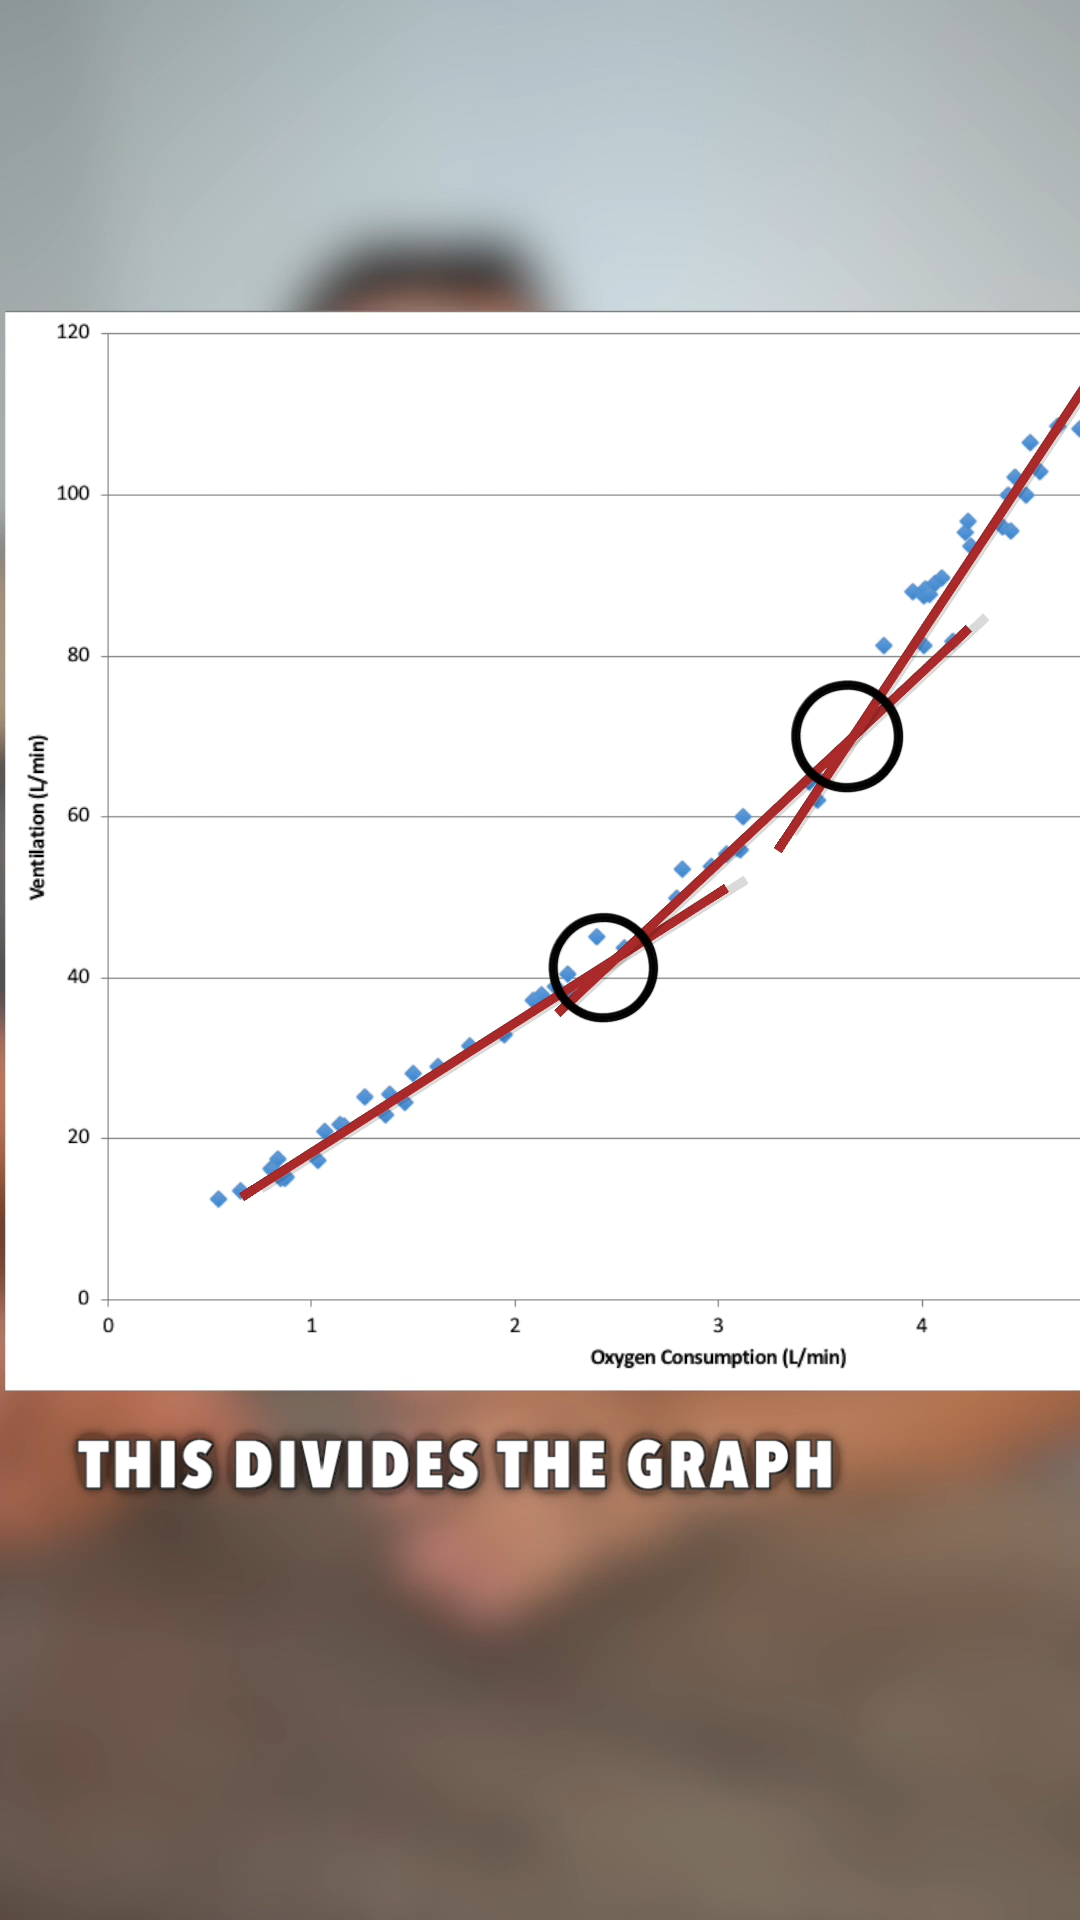 120
100
80
60
40
20
0
Ventilation (L/min)
0 1 2 3 4
Oxygen Consumption (L/min)
THIS DIVIDES THE GRAPH